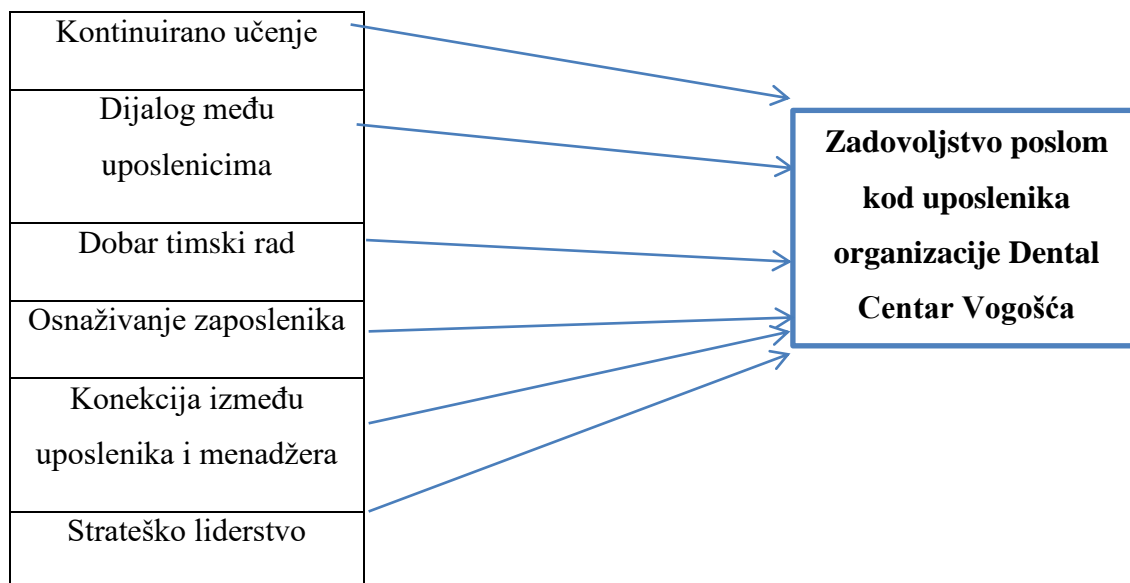 Kontinuirano učenje
Dijalog među
uposlenicima
Dobar timski rad
Osnaživanje zaposlenika
Konekcija između
uposlenika i menadžera
Strateško liderstvo
Zadovoljstvo poslom
kod uposlenika
organizacije Dental
Centar Vogošća